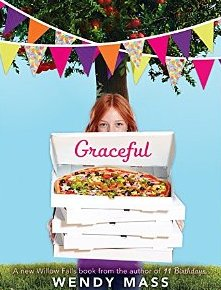 Graceful
A new Willow Falls book from the author of 11 Birthdays
WENDY MASS